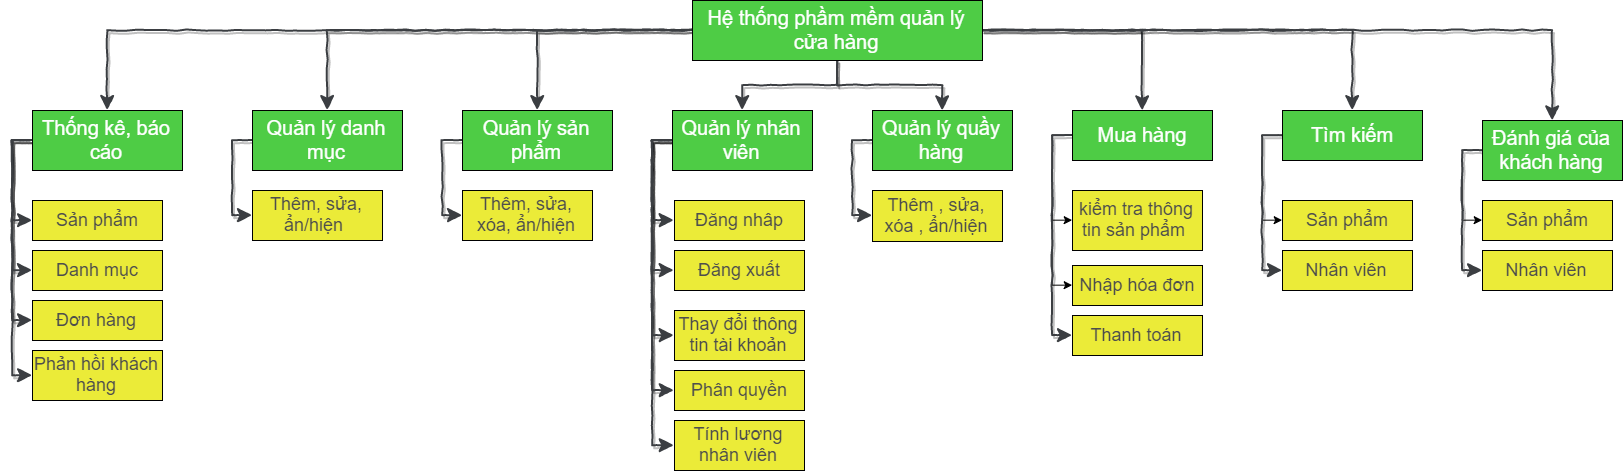 Hệ thống phầm mềm quản lý
cửa hàng
Thống kê, báo
cáo
Sản phẩm
Danh mục
Đơn hàng
Phản hồi khách
hàng
Quản lý danh
mục
Thêm, sửa,
ẩn/hiện
Quản lý sản
phẩm
Thêm, sửa,
xóa, ẩn/hiện
Quản lý nhân
viên
Đăng nhâp
Đăng xuất
Thay đổi thông
tin tài khoản
Phân quyền
Tính lương
nhân viên
Quản lý quầy
hàng
Thêm , sửa,
xóa , ẩn/hiện
Mua hàng
kiểm tra thông
tin sản phẩm
Nhập hóa đơn
Thanh toán
Tìm kiếm
Sản phẩm
Nhân viên
Đánh giá của
khách hàng
Sản phẩm
Nhân viên